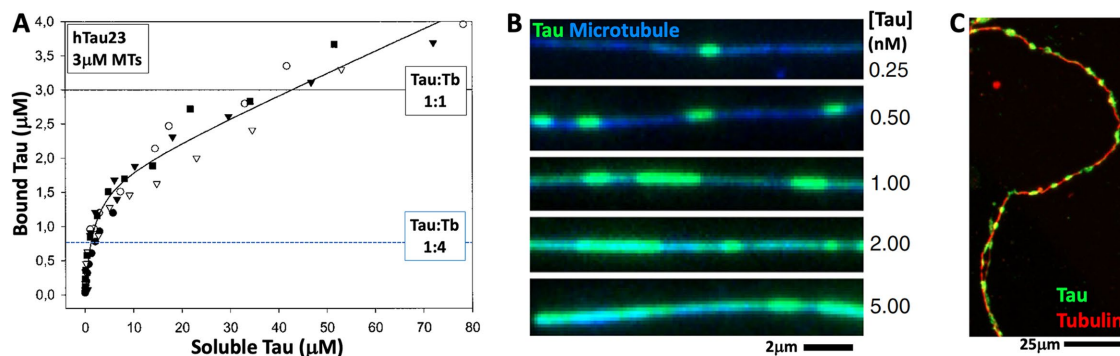 A
hTau23
3μM MTs
Tau:Tb
1:1
Tau:Tb
1:4
Bound Tau (μM)
4,0
3,5
3,0
2,5
2,0
1,5
1,0
0,5
0,0
0 10 20 30 40 50 60 70 80
Soluble Tau (μM)
B
Tau Microtubule
[Tau]
(nM)
0.25
0.50
1.00
2.00
5.00
2μm
C
Tau
Tubulin
25μm